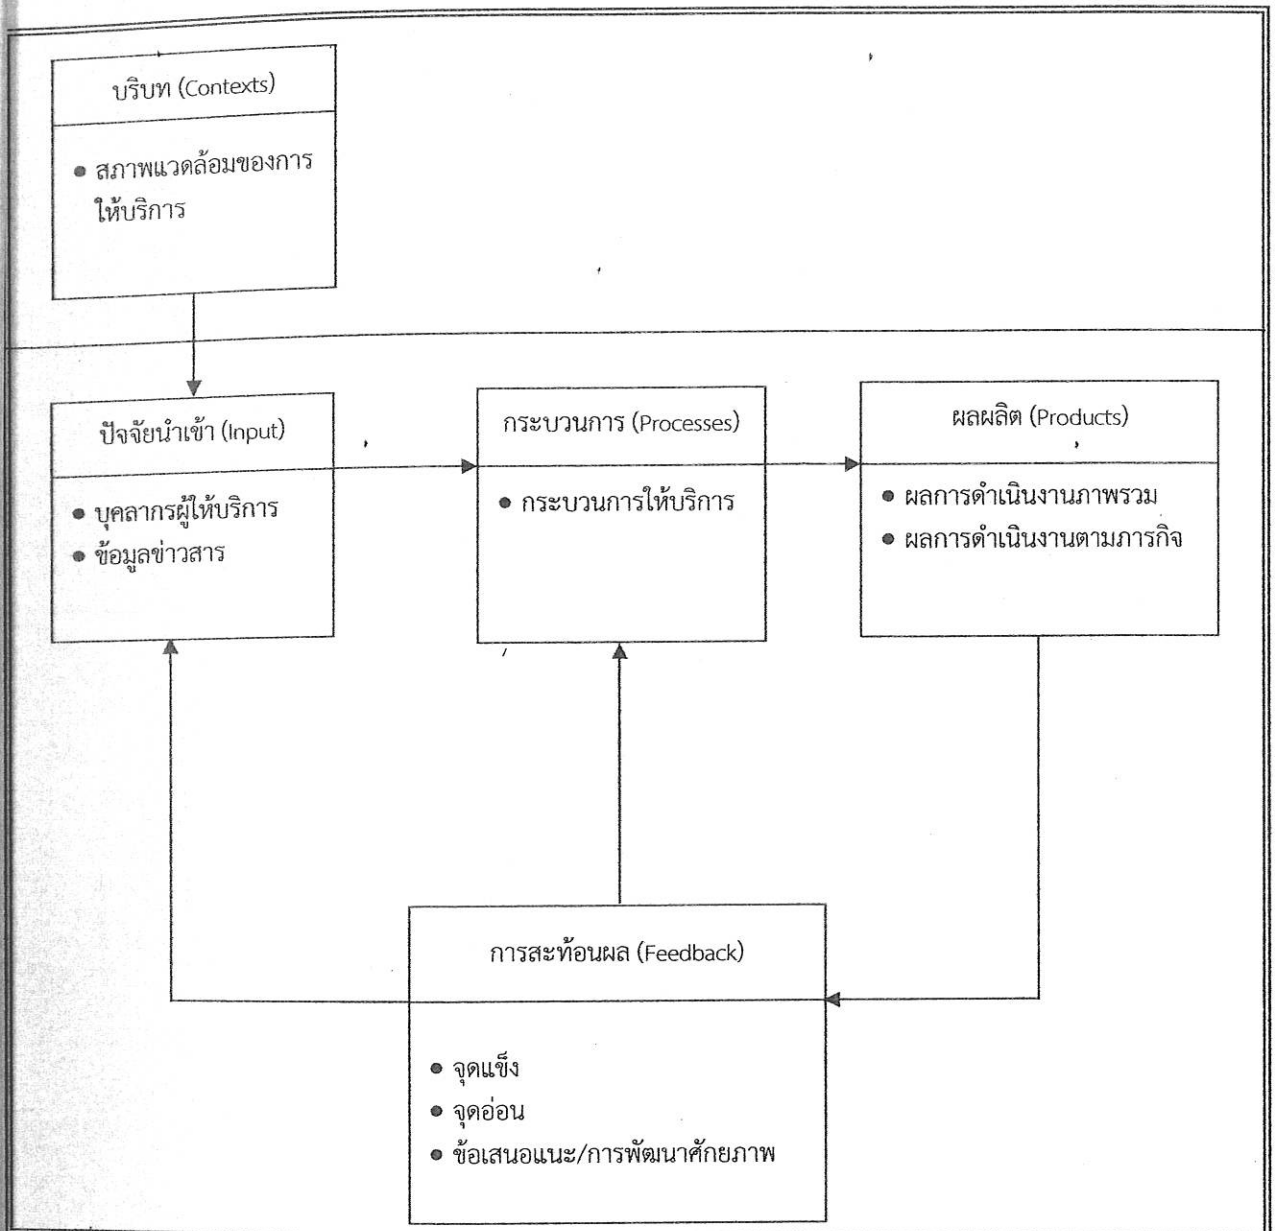 บริบท (Contexts)
● สภาพแวดล้อมของการ
ให้บริการ
ปัจจัยนำเข้า (Input)
● บุคลากรผู้ให้บริการ
● ข้อมูลข่าวสาร
กระบวนการ (Processes)
● กระบวนการให้บริการ
ผลผลิต (Products)
● ผลการดำเนินงานภาพรวม
● ผลการดำเนินงานตามภารกิจ
การสะท้อนผล (Feedback)
● จุดแข็ง
● จุดอ่อน
● ข้อเสนอแนะ/การพัฒนาศักยภาพ